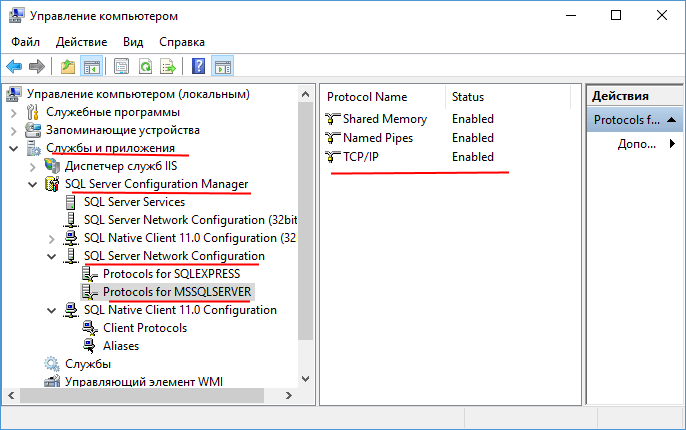 Управление компьютером
Файл Действие Вид Справка
Управление компьютером (локальным)
Служебные программы
Запоминающие устройства
Службы и приложения
Диспетчер служб IIS
SQL Server Configuration Manager
SQL Server Services
SQL Server Network Configuration (32bit
SQL Native Client 11.0 Configuration (32
SQL Server Network Configuration
Protocols for SQLEXPRESS
Protocols for MSSQLSERVER
SQL Native Client 11.0 Configuration
Client Protocols
Aliases
Службы
Управляющий элемент WMI
Protocol Name Status
Shared Memory Enabled
Named Pipes Enabled
TCP/IP Enabled
Действия
Protocols f...
Допо...